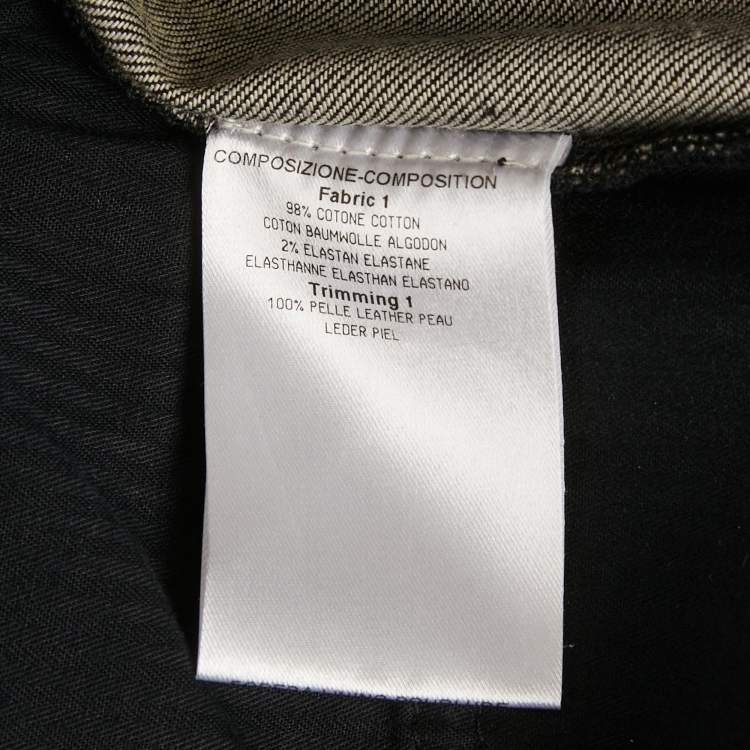 COMPOSIZIONE-COMPOSITION
Fabric 1
98% COTONE COTTON
COTON BAUMWOLLE ALGODON
2% ELASTAN ELASTANE
ELASTHANNE ELASTHAN ELASTANO
Trimming 1
100% PELLE LEATHER PEAU
LEDER PIEL